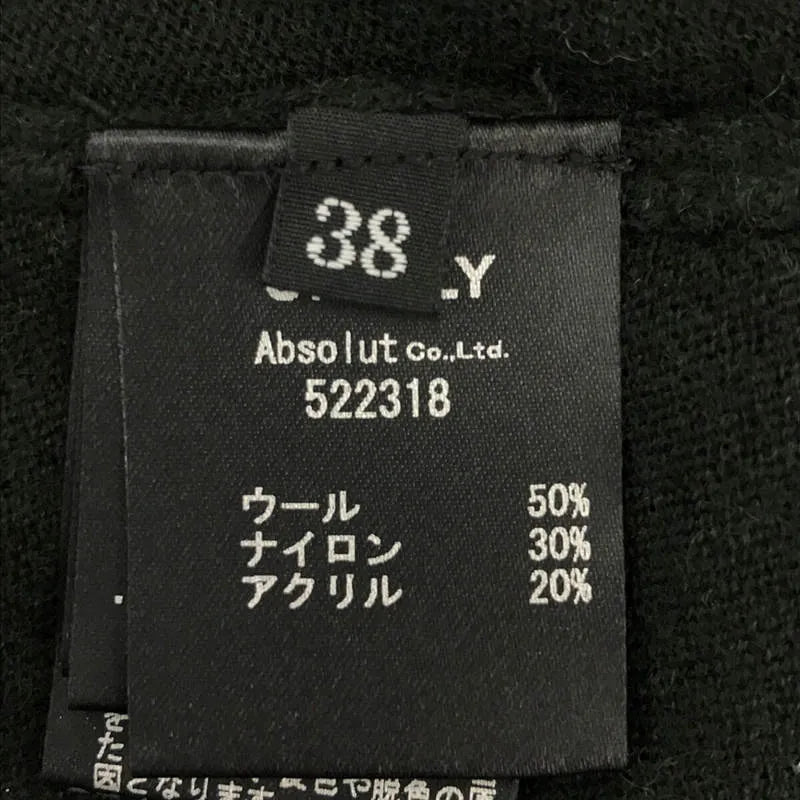 38
Absolut Co.,Ltd.
522318
ウール 50%
ナイロン 30%
アクリル 20%